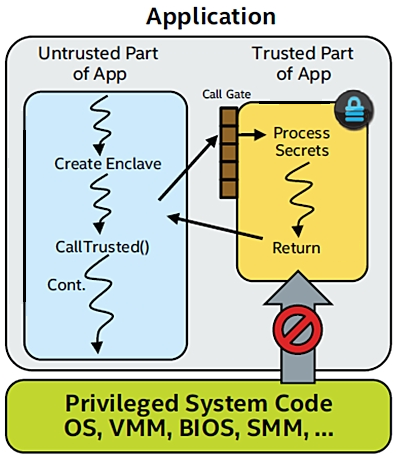 Application
Untrusted Part
of App
Trusted Part
of App
Call Gate
Create Enclave
CallTrusted()
Cont.
Process
Secrets
Return
Privileged System Code
OS, VMM, BIOS, SMM, ...